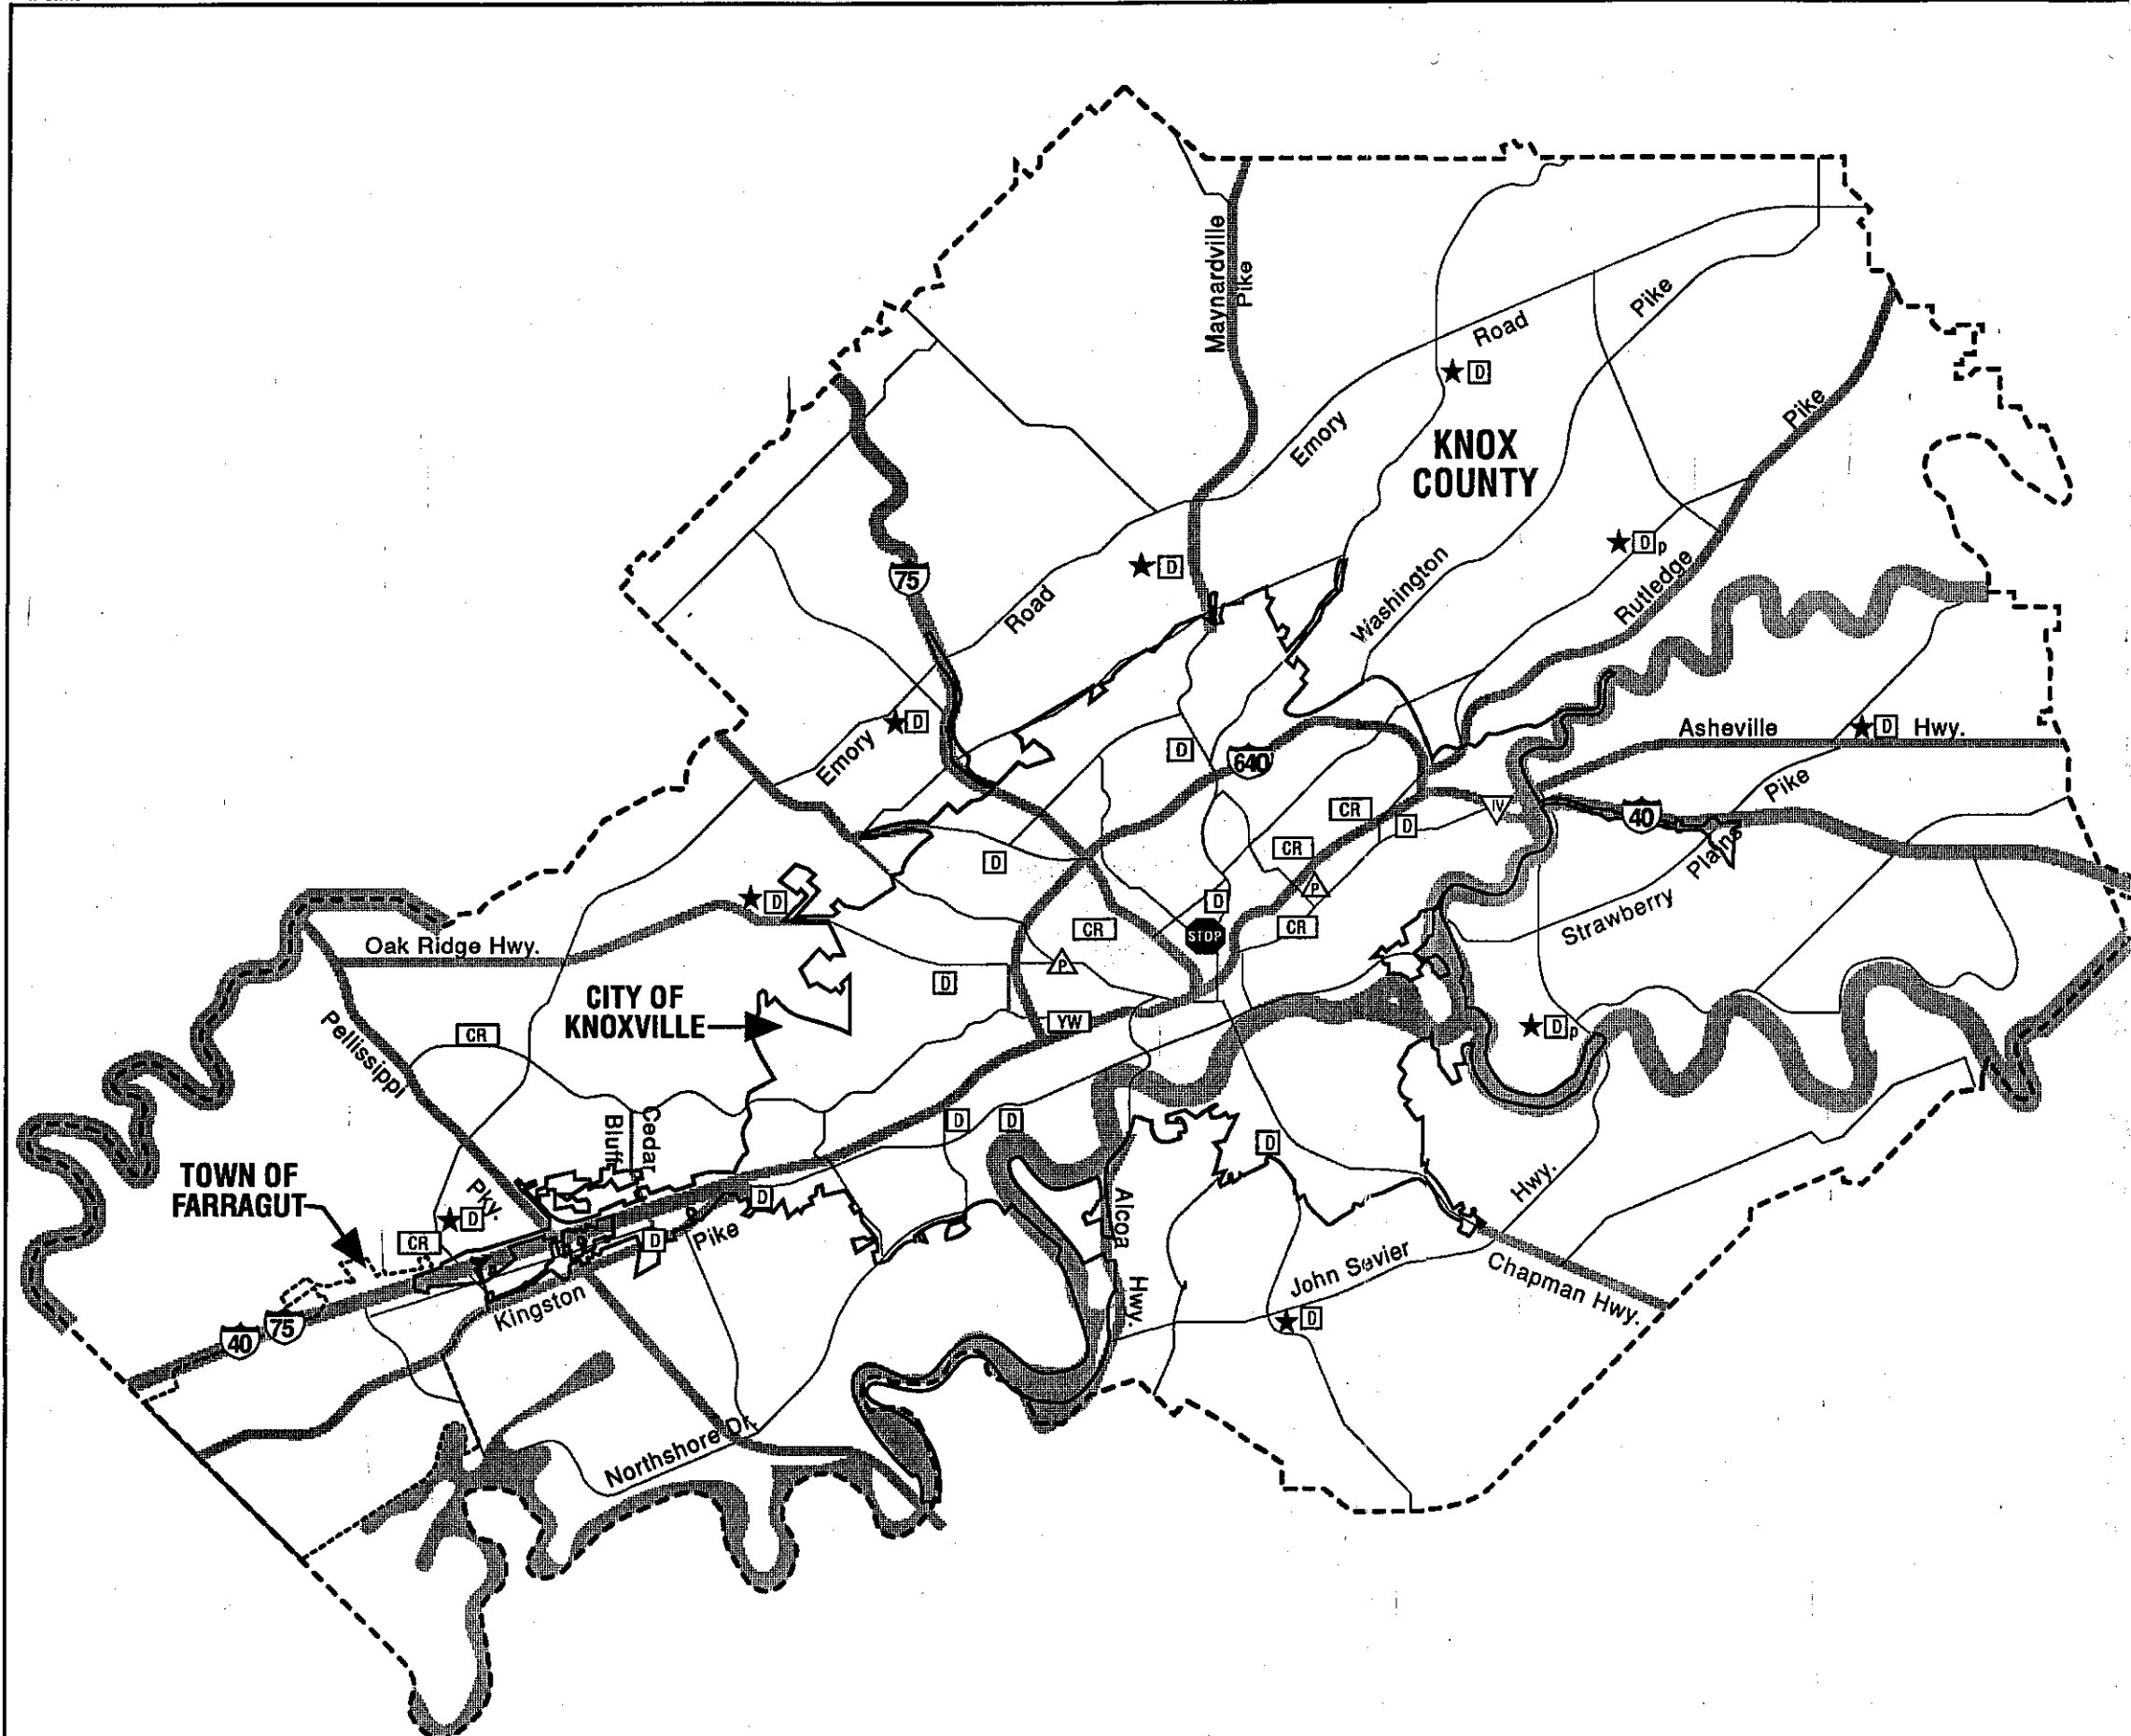 Maynardville
Pike
Road
Pike
D
Emory
Pike
KNOX
COUNTY
D p
D
75
Road
Washington
Rutledge
D
Emory
D
640
Asheville
D
Hwy.
Pike
IV
40
CR
D
CR
D
Plains
P
D
D
Oak Ridge Hwy.
CR
STOP
CR
Strawberry
P
D
CITY OF
KNOXVILLE
YW
D p
Pellissippi
CR
Cedar
Bluff
D
D
D
TOWN OF
FARRAGUT
Pky.
D
CR
D
D
Pike
Alcoa
Hwy.
Hwy.
John Sevier
Chapman Hwy.
D
Kingston
40
75
Northshore Dr.